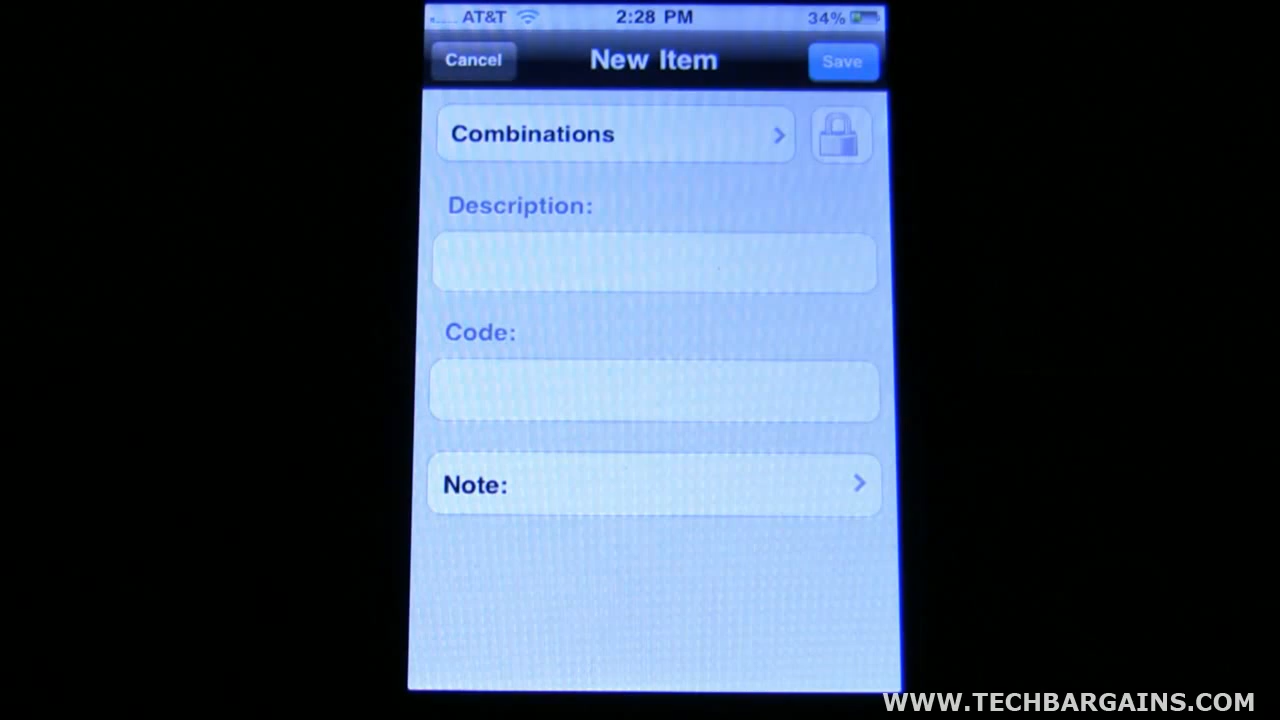 AT&T 2:28 PM 34%
Cancel New Item Save
Combinations
Description:
Code:
Note:
WWW.TECHBARGAINS.COM